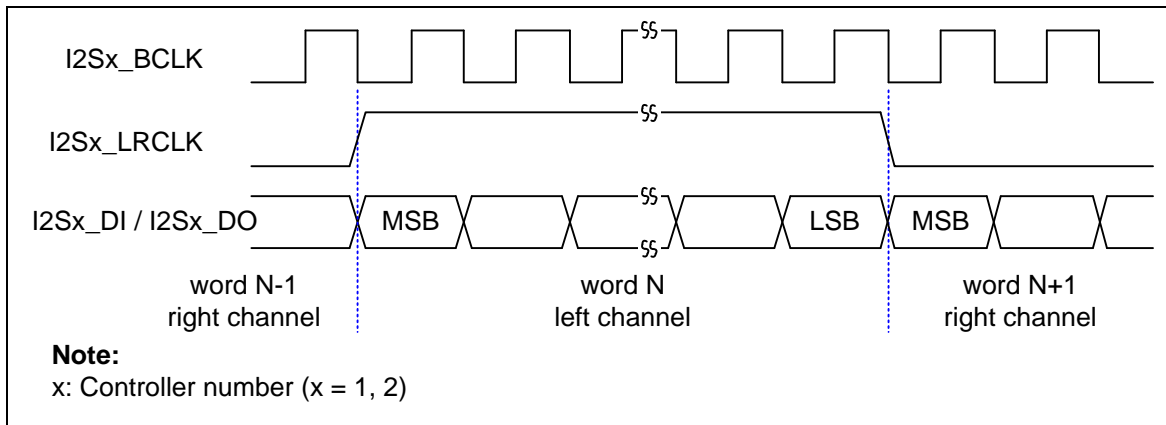 I2Sx_BCLK
I2Sx_LRCLK
I2Sx_DI / I2Sx_DO
MSB
LSB
MSB
word N-1
right channel
word N
left channel
word N+1
right channel
Note:
x: Controller number (x = 1, 2)